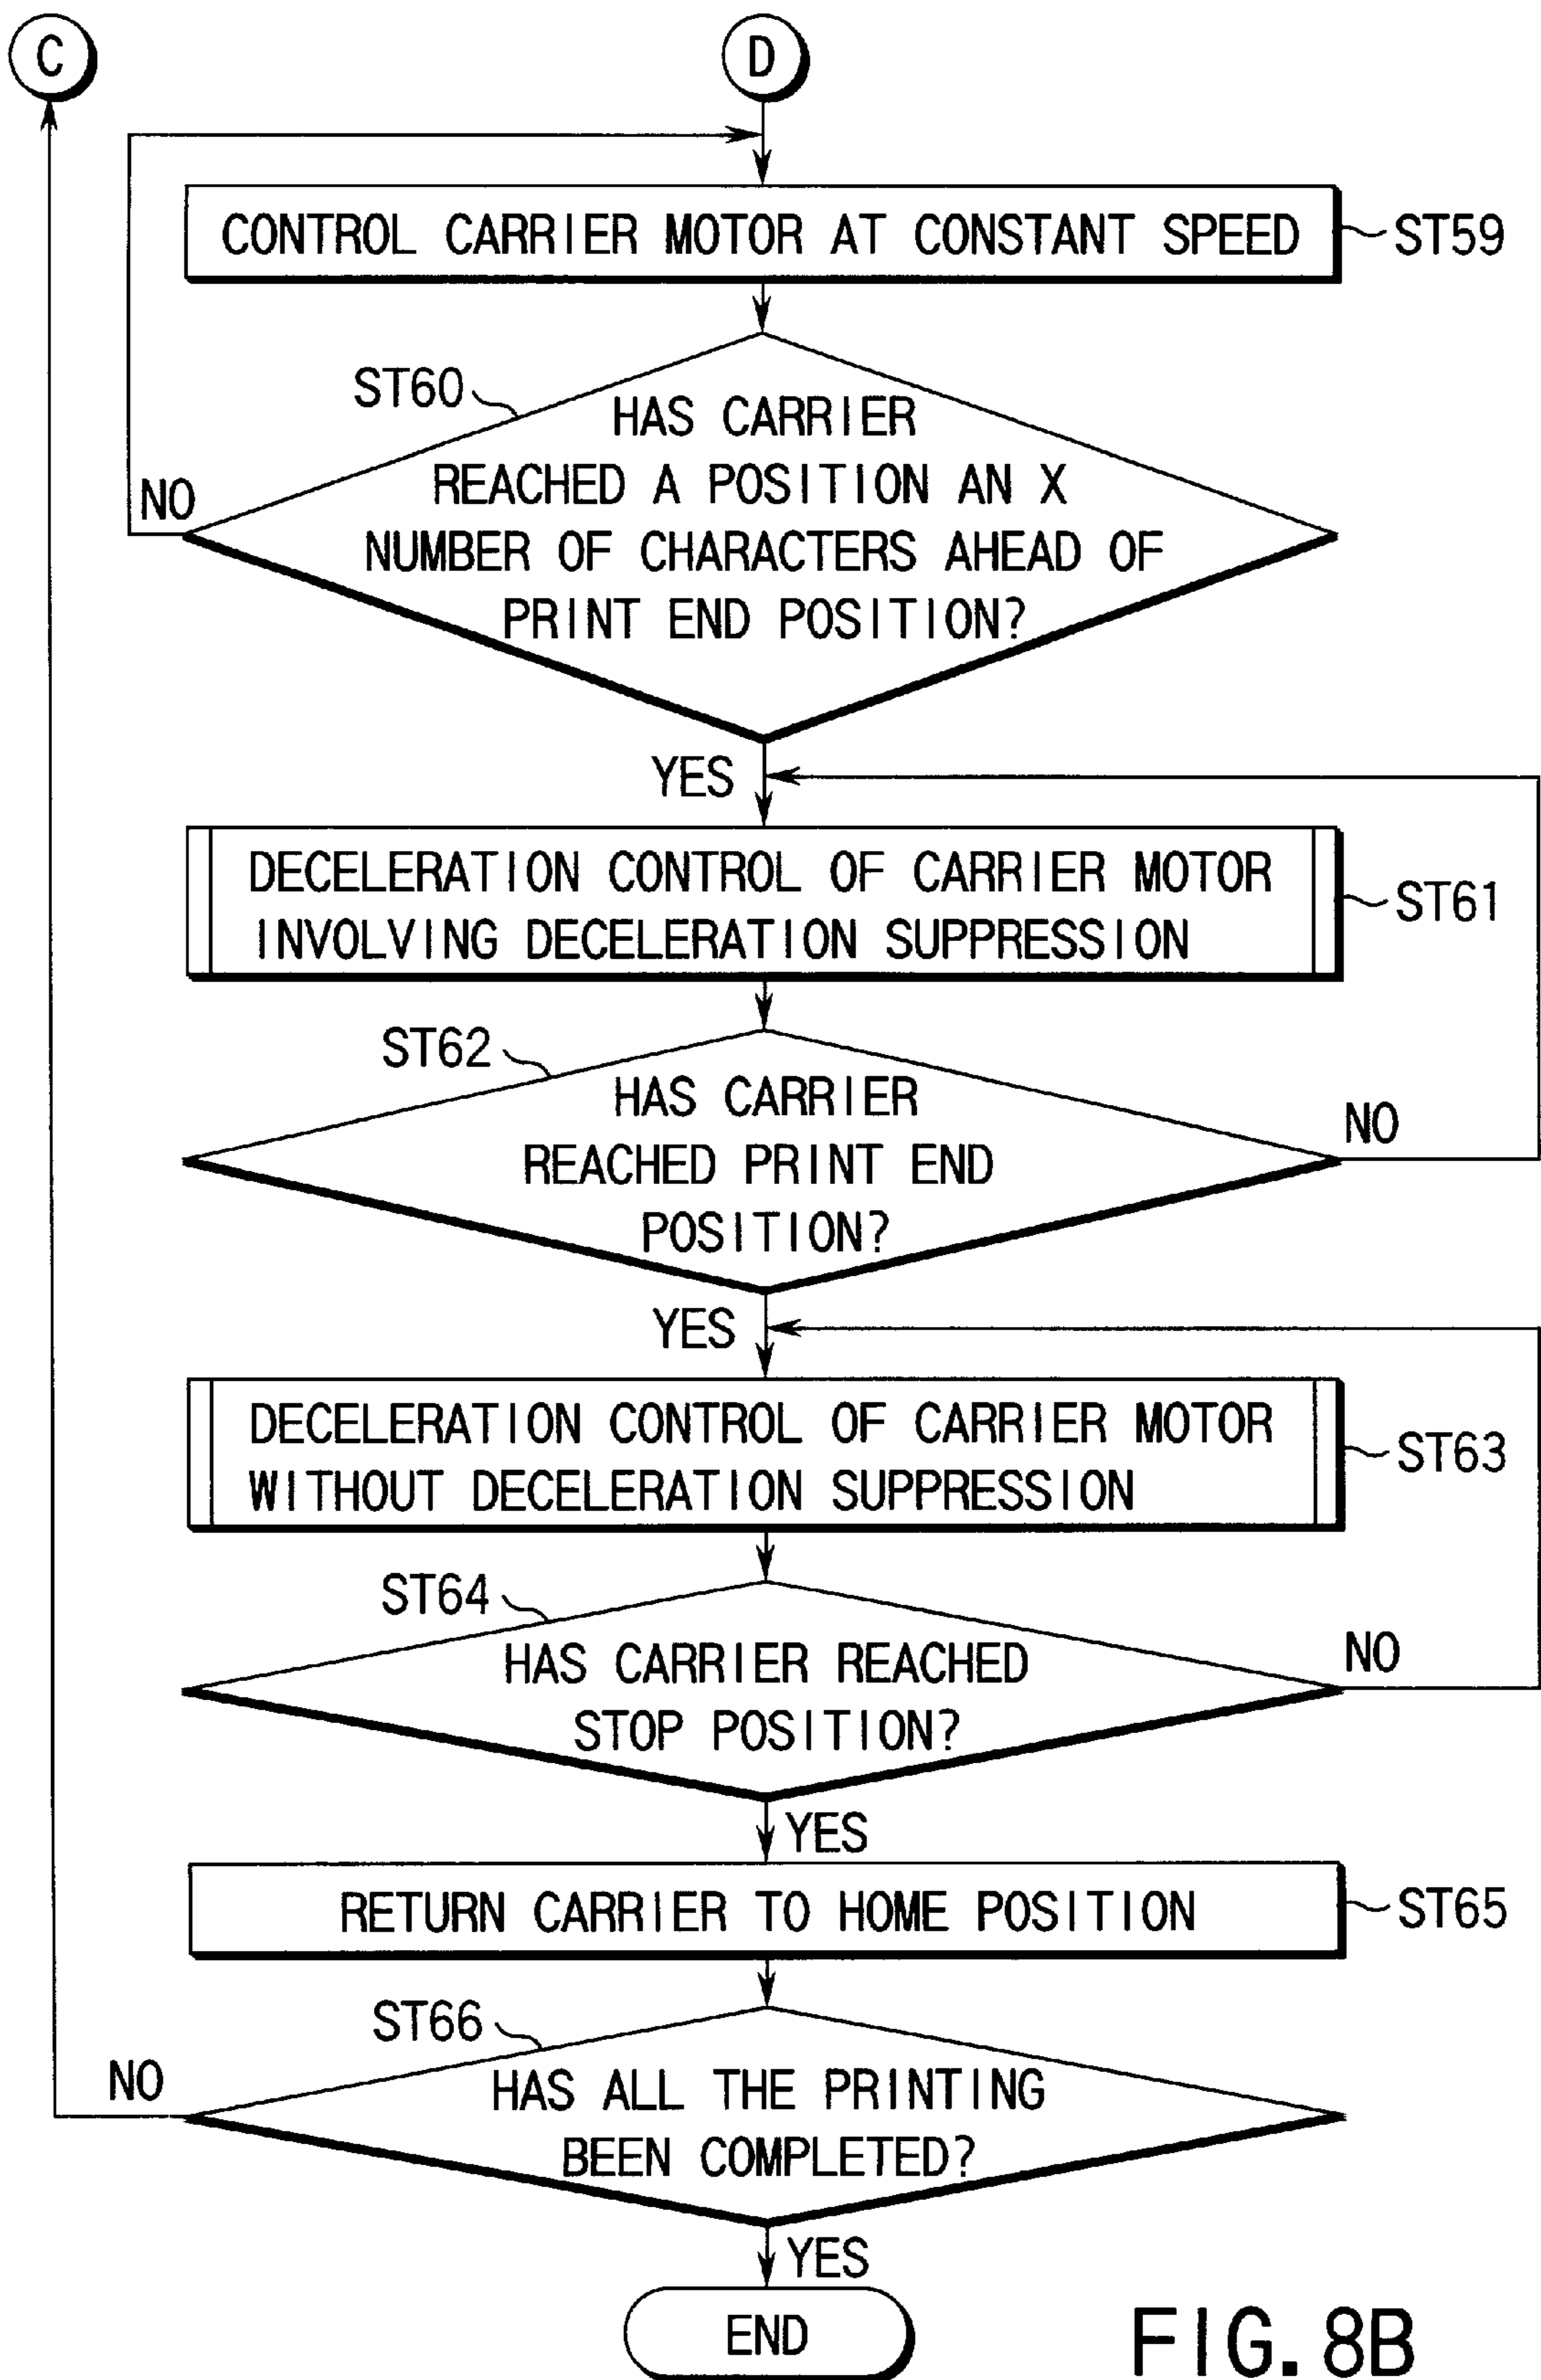 C
D
CONTROL CARRIER MOTOR AT CONSTANT SPEED
ST59
ST60
HAS CARRIER
REACHED A POSITION AN X
NUMBER OF CHARACTERS AHEAD OF
PRINT END POSITION?
NO
YES
DECELERATION CONTROL OF CARRIER MOTOR
INVOLVING DECELERATION SUPPRESSION
ST61
ST62
HAS CARRIER
REACHED PRINT END
POSITION?
NO
YES
DECELERATION CONTROL OF CARRIER MOTOR
WITHOUT DECELERATION SUPPRESSION
ST63
ST64
HAS CARRIER REACHED
STOP POSITION?
NO
YES
RETURN CARRIER TO HOME POSITION
ST65
ST66
HAS ALL THE PRINTING
BEEN COMPLETED?
NO
YES
END
FIG. 8B